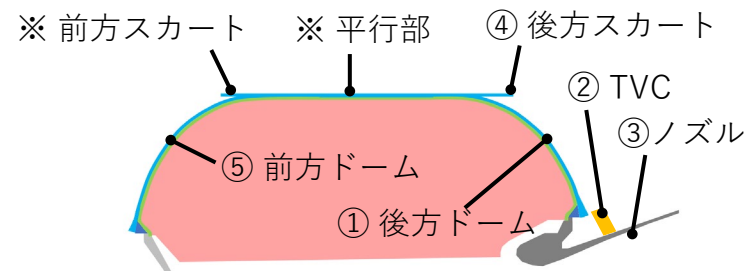 ※ 前方スカート
※ 平行部
④ 後方スカート
② TVC
③ノズル
⑤ 前方ドーム
① 後方ドーム